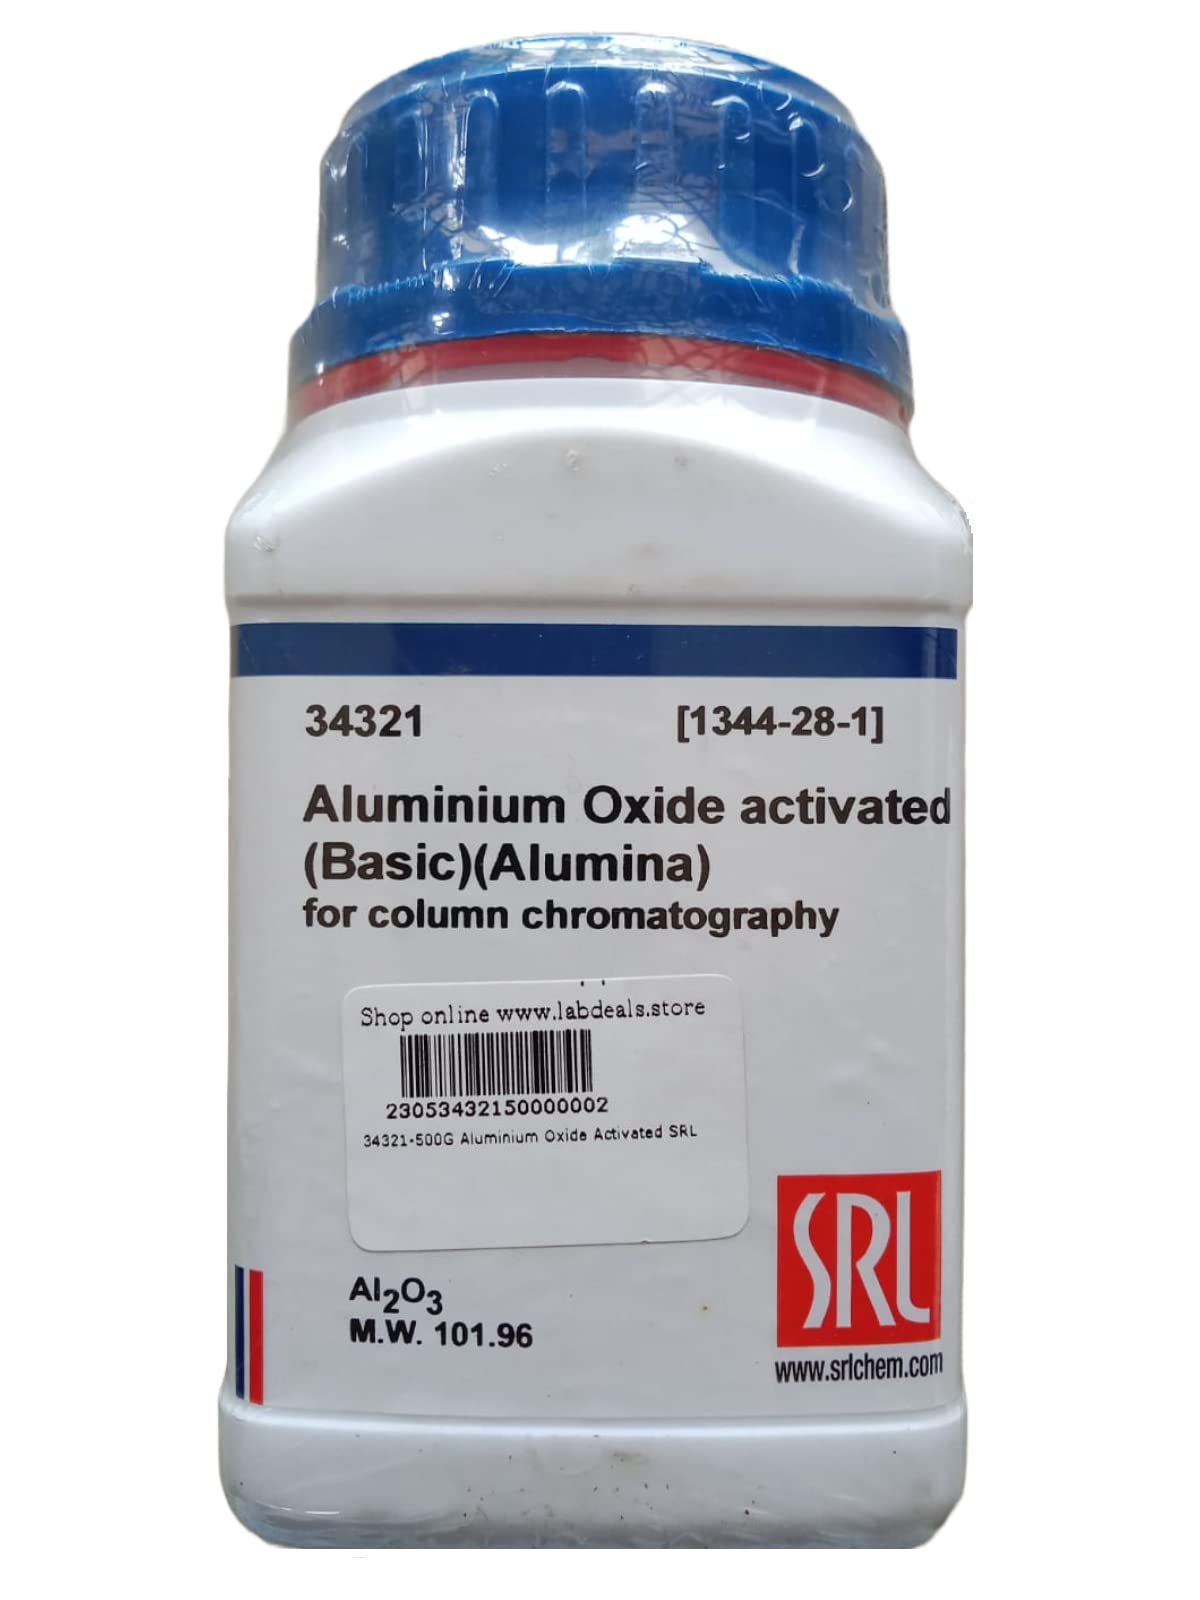 34321 [1344-28-1]
Aluminium Oxide activated
(Basic)(Alumina)
for column chromatography
Shop online www.labdeals.store
23053432150000002
34321-500G Aluminium Oxide Activated SRL
Al₂O₃
M.W. 101.96
SRL
www.srlchem.com